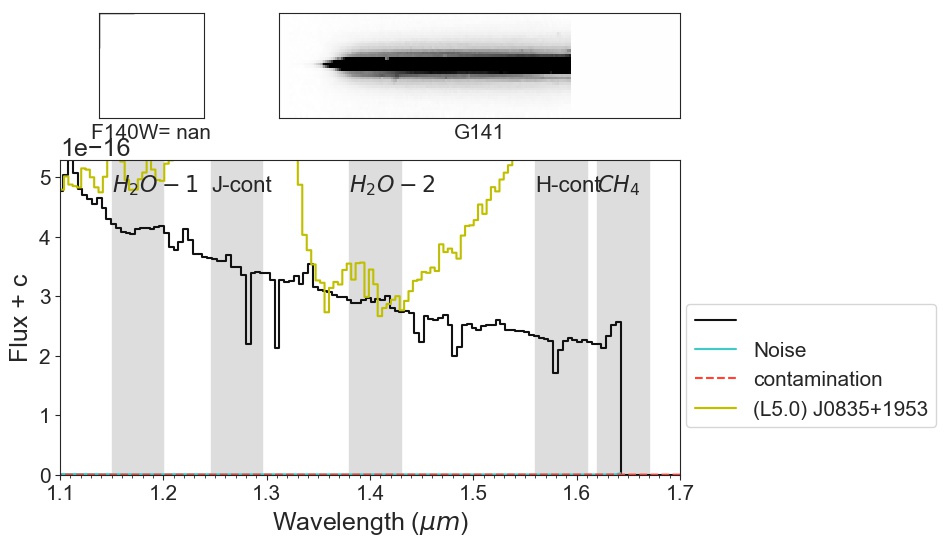 F140W= nan
G141
1e−16
H₂O − 1
J-cont
H₂O − 2
H-cont
CH₄
5
4
3
2
1
0
Flux + c
1.1
1.2
1.3
1.4
1.5
1.6
1.7
Wavelength (μm)
Noise
contamination
(L5.0) J0835+1953